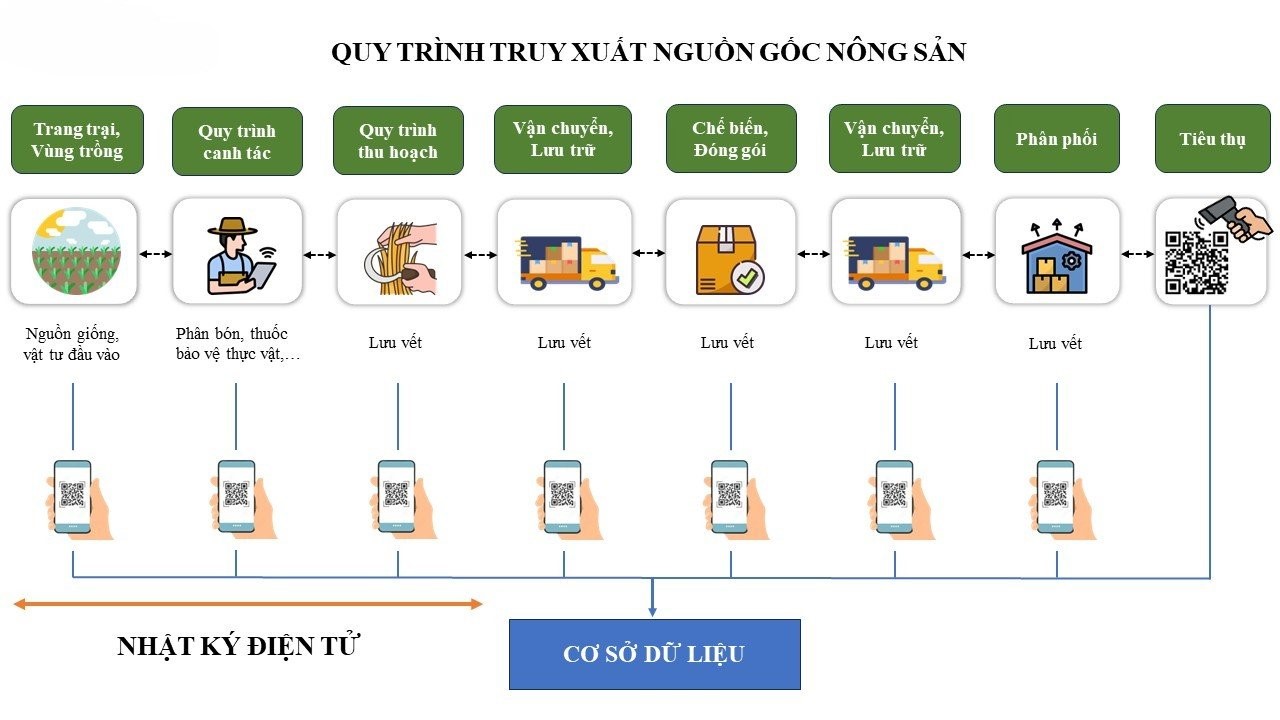 QUY TRÌNH TRUY XUẤT NGUỒN GỐC NÔNG SẢN
Trang trại,
Vùng trồng
Quy trình
canh tác
Quy trình
thu hoạch
Vận chuyển,
Lưu trữ
Chế biến,
Đóng gói
Vận chuyển,
Lưu trữ
Phân phối
Tiêu thụ
Nguồn giống,
vật tư đầu vào
Phân bón, thuốc
bảo vệ thực vật,…
Lưu vết
Lưu vết
Lưu vết
Lưu vết
Lưu vết
NHẬT KÝ ĐIỆN TỬ
CƠ SỞ DỮ LIỆU